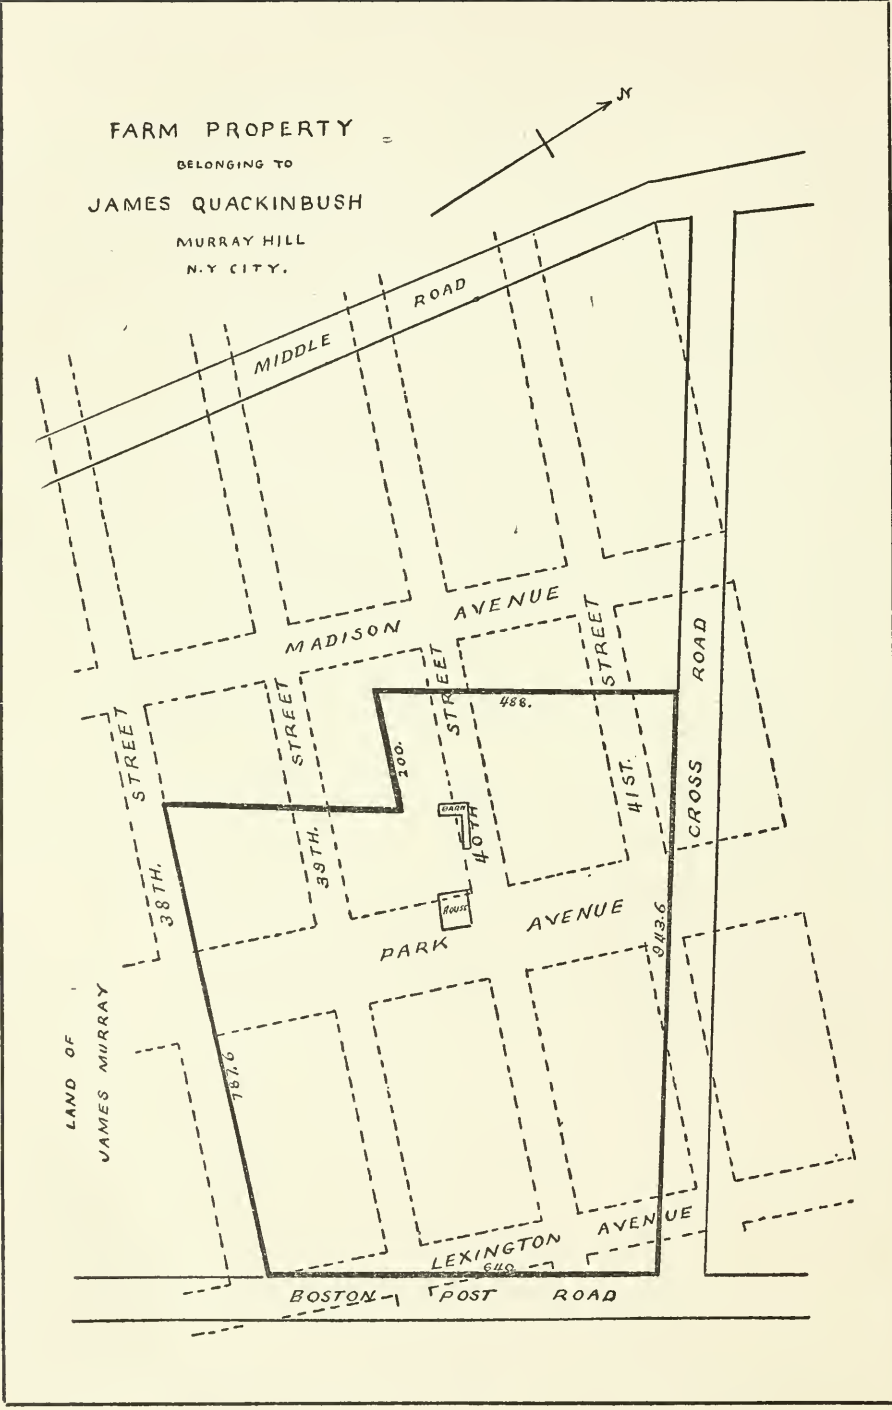 FARM PROPERTY
BELONGING TO
JAMES QUACKINBUSH
MURRAY HILL
N.Y CITY.
N
MIDDLE ROAD
MADISON AVENUE
STREET
STREET
STREET
STREET
ROAD
488.
200.
BARN
38TH.
39TH.
40TH
41ST.
CROSS
HOUSE
PARK AVENUE
943.6
LAND OF
JAMES MURRAY
787.6
LEXINGTON AVENUE
640
BOSTON POST ROAD